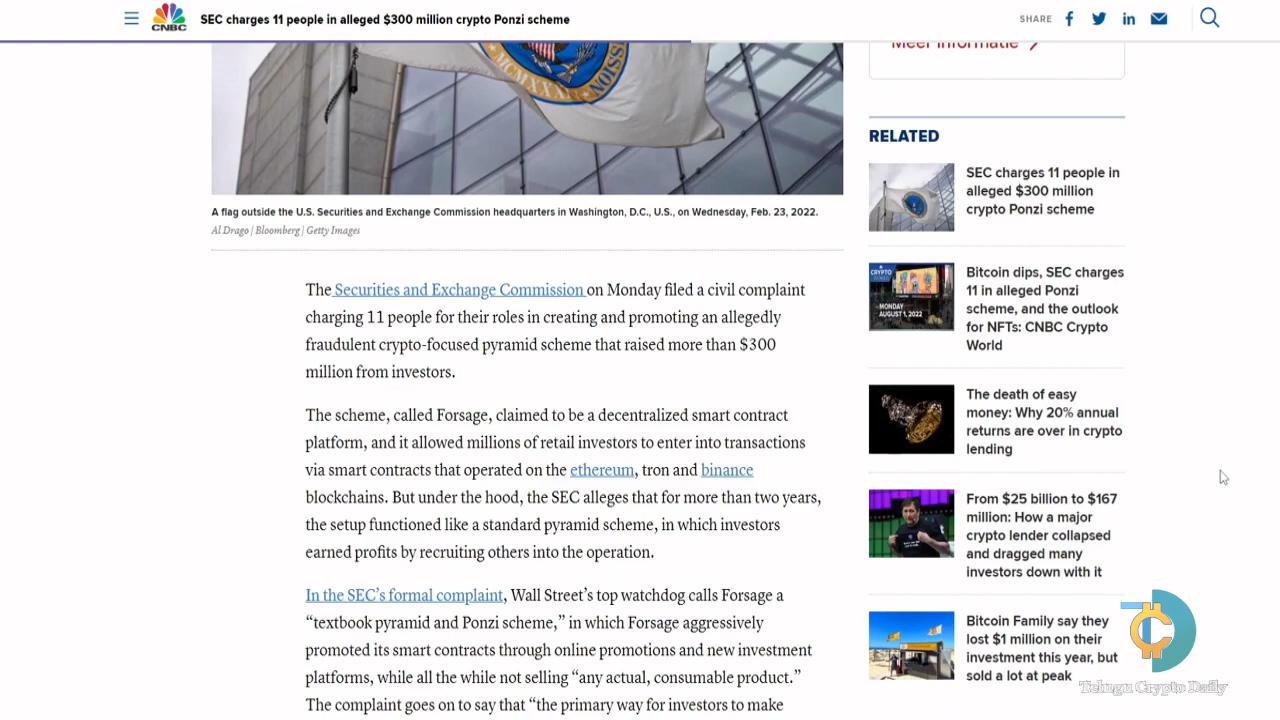 CNBC
SEC charges 11 people in alleged $300 million crypto Ponzi scheme
SHARE
MCMXXXIV
SSION
A flag outside the U.S. Securities and Exchange Commission headquarters in Washington, D.C., U.S., on Wednesday, Feb. 23, 2022.
Al Drago | Bloomberg | Getty Images
The Securities and Exchange Commission on Monday filed a civil complaint
charging 11 people for their roles in creating and promoting an allegedly
fraudulent crypto-focused pyramid scheme that raised more than $300
million from investors.
The scheme, called Forsage, claimed to be a decentralized smart contract
platform, and it allowed millions of retail investors to enter into transactions
via smart contracts that operated on the ethereum, tron and binance
blockchains. But under the hood, the SEC alleges that for more than two years,
the setup functioned like a standard pyramid scheme, in which investors
earned profits by recruiting others into the operation.
In the SEC’s formal complaint, Wall Street’s top watchdog calls Forsage a
“textbook pyramid and Ponzi scheme,” in which Forsage aggressively
promoted its smart contracts through online promotions and new investment
platforms, while all the while not selling “any actual, consumable product.”
The complaint goes on to say that “the primary way for investors to make
Meer informatie
RELATED
SEC charges 11 people in
alleged $300 million
crypto Ponzi scheme
CRYPTO
WORLD
MONDAY
AUGUST 1, 2022
Bitcoin dips, SEC charges
11 in alleged Ponzi
scheme, and the outlook
for NFTs: CNBC Crypto
World
The death of easy
money: Why 20% annual
returns are over in crypto
lending
From $25 billion to $167
million: How a major
crypto lender collapsed
and dragged many
investors down with it
Bitcoin Family say they
lost $1 million on their
investment this year, but
sold a lot at peak
Telugu Crypto Daily